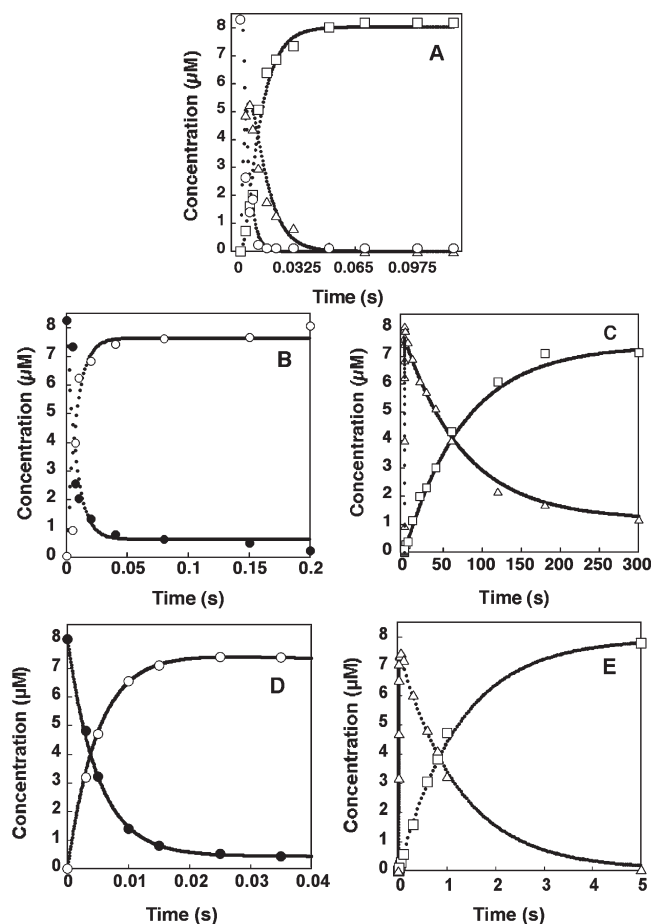 A
Concentration (µM)
8
7
6
5
4
3
2
1
0
0 0.0325 0.065 0.0975
Time (s)
B
Concentration (µM)
8
7
6
5
4
3
2
1
0
0 0.05 0.1 0.15 0.2
Time (s)
C
Concentration (µM)
8
7
6
5
4
3
2
1
0
0 50 100 150 200 250 300
Time (s)
D
Concentration (µM)
8
7
6
5
4
3
2
1
0
0 0.01 0.02 0.03 0.04
Time (s)
E
Concentration (µM)
8
7
6
5
4
3
2
1
0
0 1 2 3 4 5
Time (s)